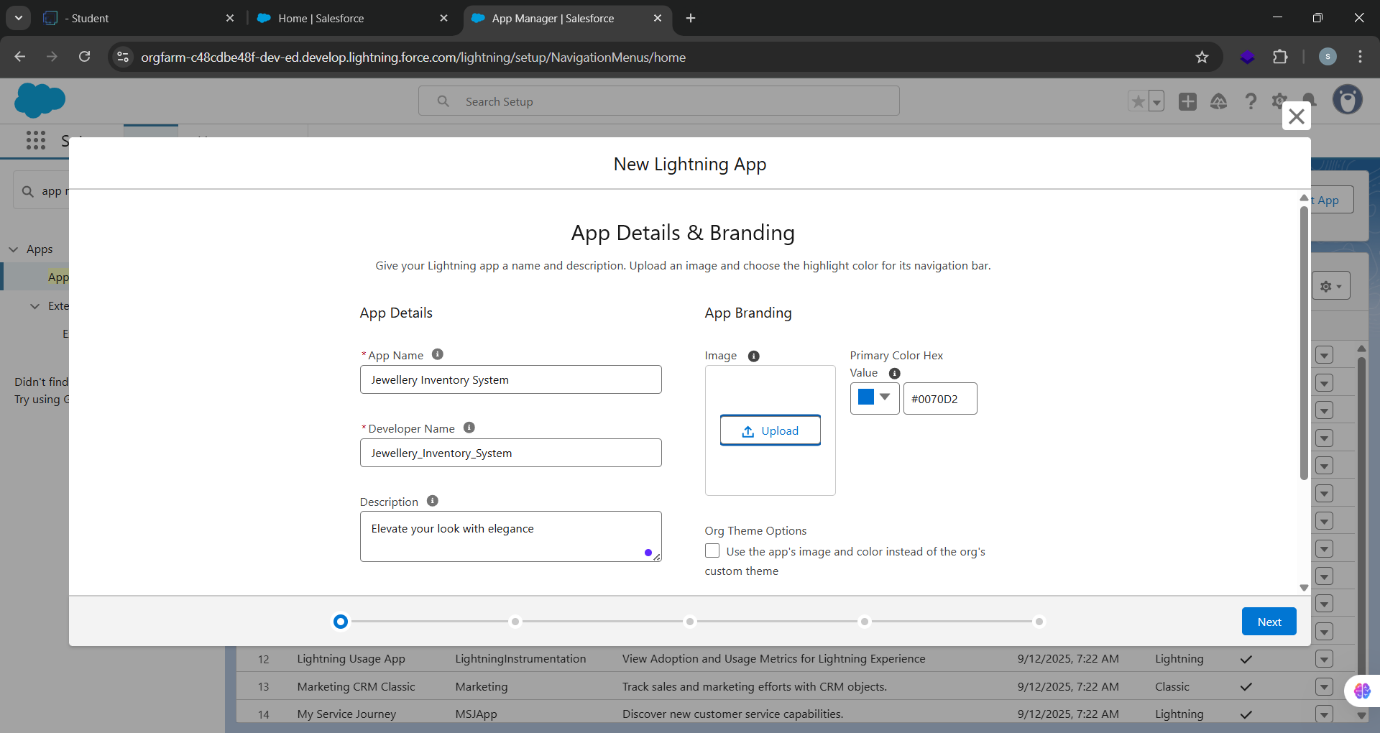 - Student
Home | Salesforce
App Manager | Salesforce
orgfarm-c48cdbe48f-dev-ed.develop.lightning.force.com/lightning/setup/NavigationMenus/home
S
Search Setup
New Lightning App
t App
Apps
App
Exte
E
Didn't find
Try using G
App Details & Branding
Give your Lightning app a name and description. Upload an image and choose the highlight color for its navigation bar.
App Details
App Branding
*App Name
Jewellery Inventory System
*Developer Name
Jewellery_Inventory_System
Description
Elevate your look with elegance
Image
Upload
Primary Color Hex
Value
#0070D2
Org Theme Options
Use the app's image and color instead of the org's
custom theme
Next
12 Lightning Usage App LightningInstrumentation View Adoption and Usage Metrics for Lightning Experience 9/12/2025, 7:22 AM Lightning
13 Marketing CRM Classic Marketing Track sales and marketing efforts with CRM objects. 9/12/2025, 7:22 AM Classic
14 My Service Journey MSJApp Discover new customer service capabilities. 9/12/2025, 7:22 AM Lightning